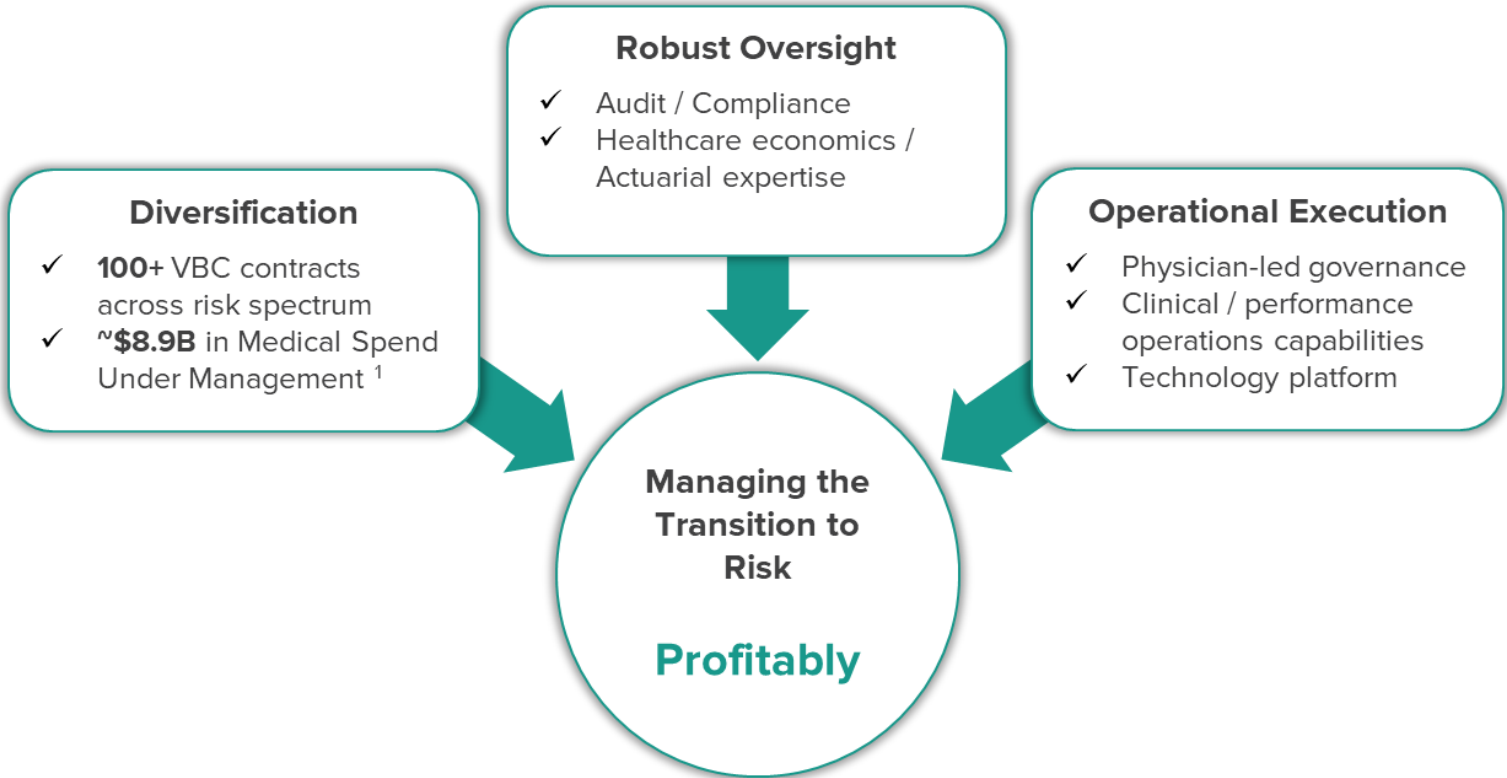 Robust Oversight
✓ Audit / Compliance
✓ Healthcare economics /
Actuarial expertise
Diversification
✓ 100+ VBC contracts
across risk spectrum
✓ ~$8.9B in Medical Spend
Under Management ¹
Operational Execution
✓ Physician-led governance
✓ Clinical / performance
operations capabilities
✓ Technology platform
Managing the
Transition to
Risk
Profitably